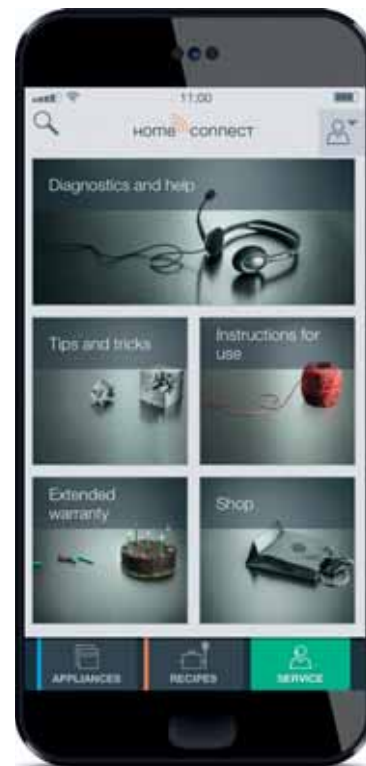 11:00
HOME CONNECT
Diagnostics and help
Tips and tricks
Instructions for
use
Extended
warranty
Shop
APPLIANCES
RECIPES
SERVICE